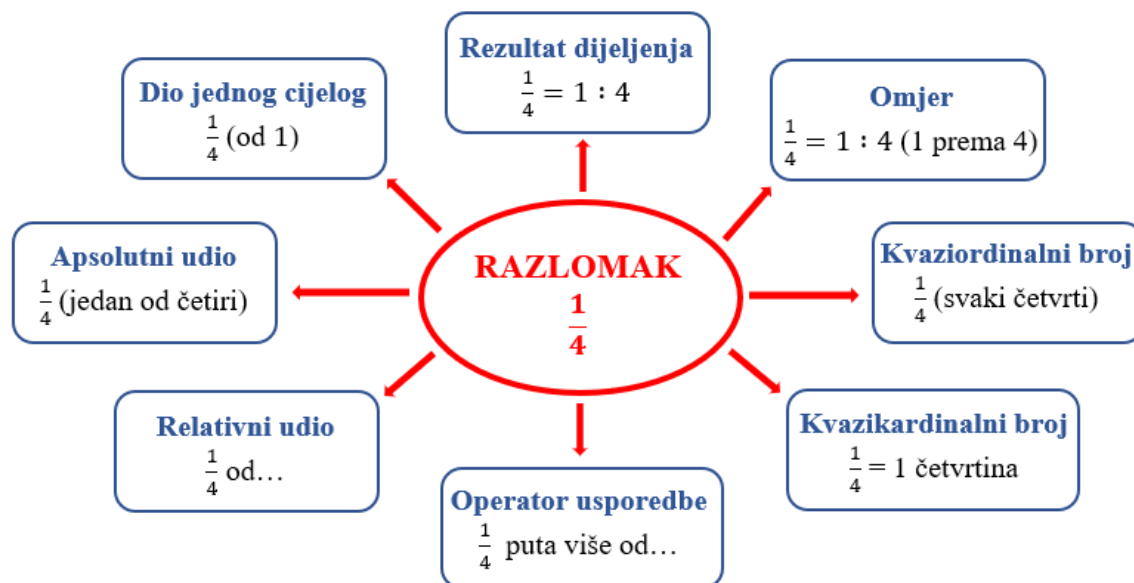 Rezultat dijeljenja
1/4 = 1 : 4
Dio jednog cijelog
1/4 (od 1)
Omjer
1/4 = 1 : 4 (1 prema 4)
Apsolutni udio
1/4 (jedan od četiri)
RAZLOMAK
1/4
Kvaziordinalni broj
1/4 (svaki četvrti)
Relativni udio
1/4 od…
Kvazikardinalni broj
1/4 = 1 četvrtina
Operator usporedbe
1/4 puta više od…